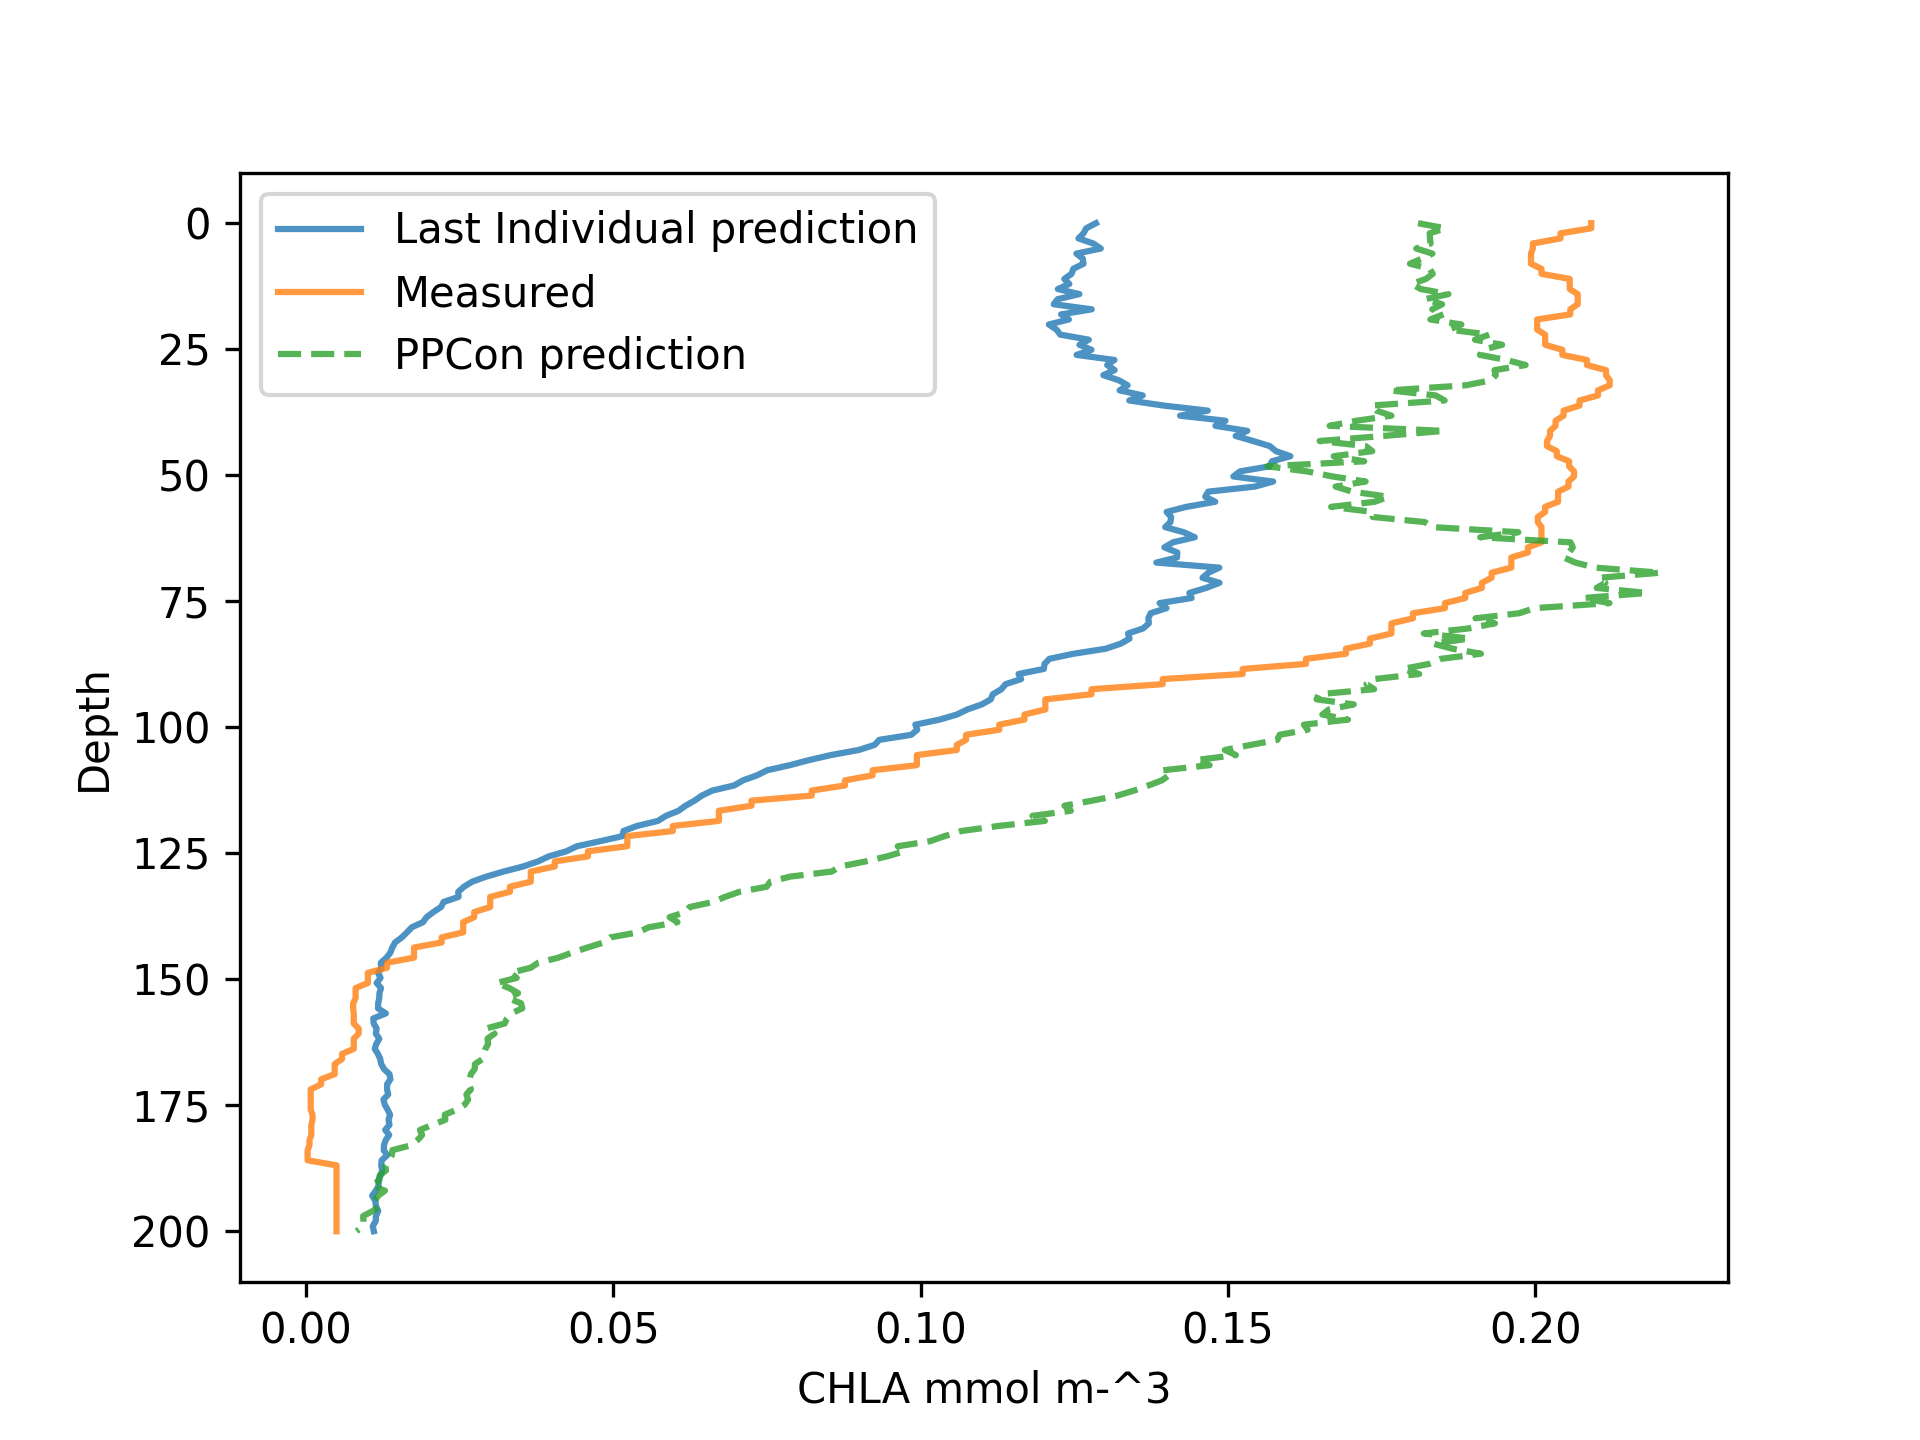 Last Individual prediction
Measured
PPCon prediction
0
25
50
75
100
125
150
175
200
Depth
0.00 0.05 0.10 0.15 0.20
CHLA mmol m-^3